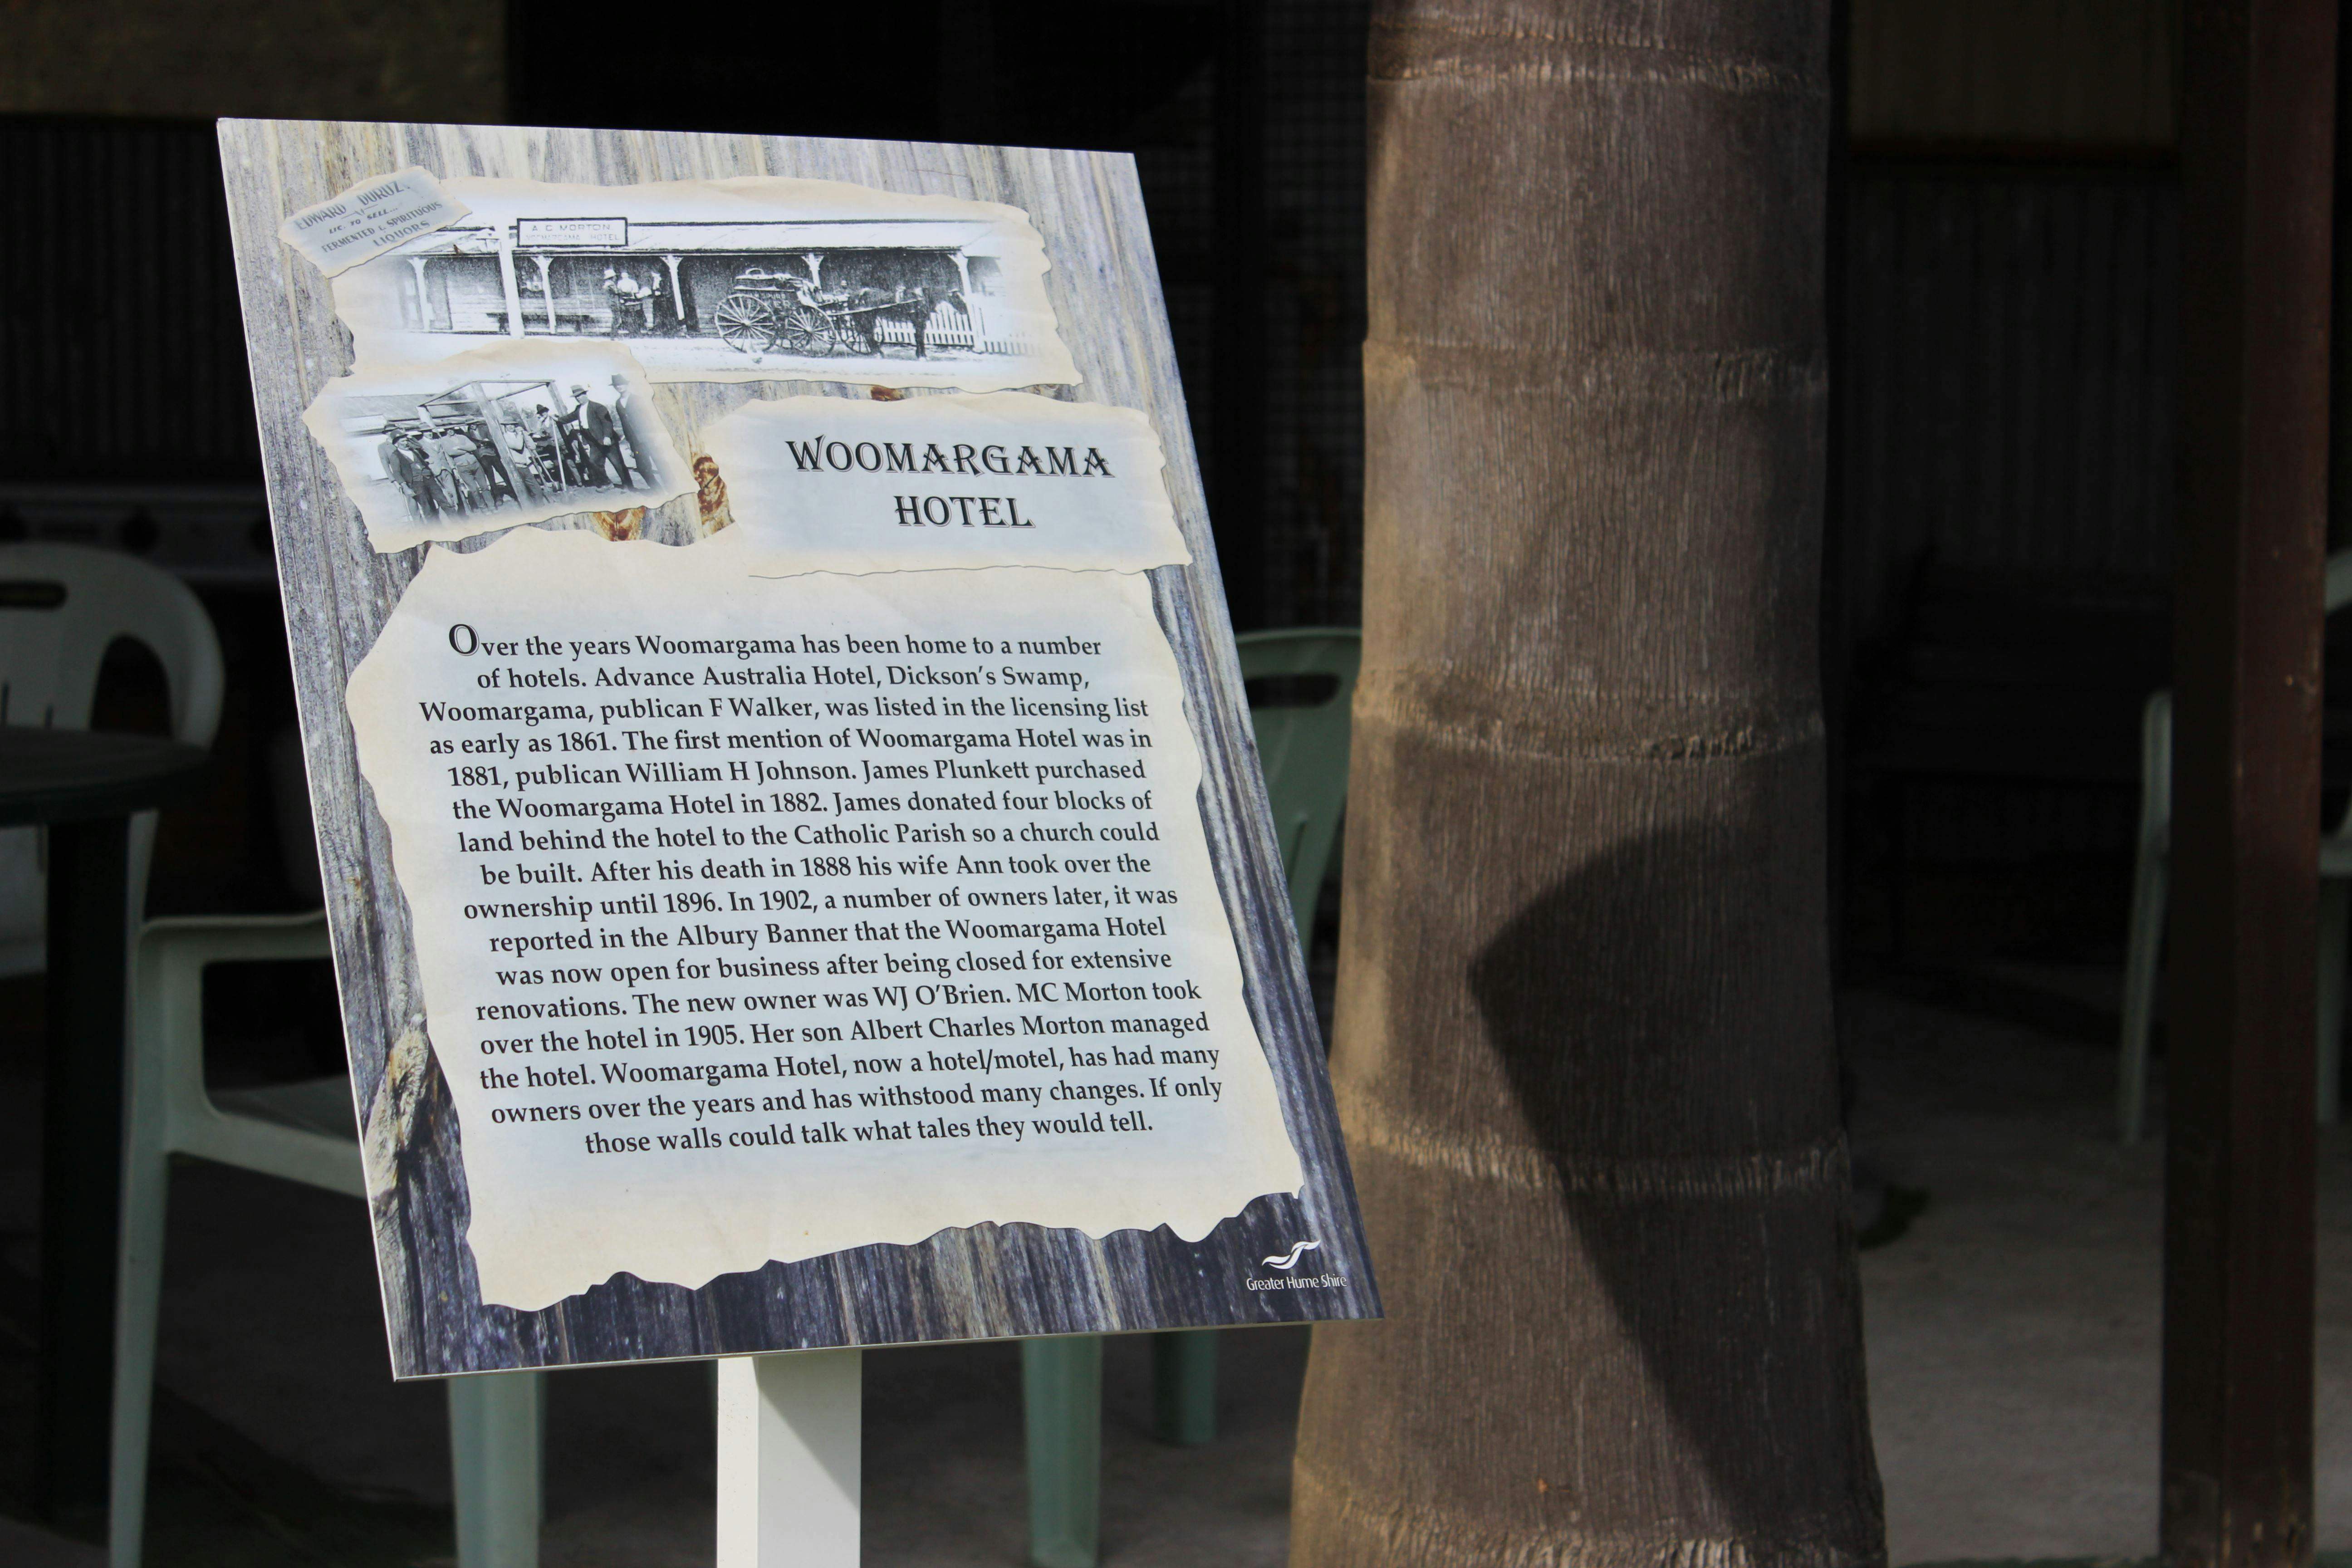 EDWARD DURUZ.
LIC. TO SELL
FERMENTED & SPIRITUOUS
LIQUORS
A C MORTON
WOOMARGAMA HOTEL
WOOMARGAMA
HOTEL
Over the years Woomargama has been home to a number
of hotels. Advance Australia Hotel, Dickson's Swamp,
Woomargama, publican F Walker, was listed in the licensing list
as early as 1861. The first mention of Woomargama Hotel was in
1881, publican William H Johnson. James Plunkett purchased
the Woomargama Hotel in 1882. James donated four blocks of
land behind the hotel to the Catholic Parish so a church could
be built. After his death in 1888 his wife Ann took over the
ownership until 1896. In 1902, a number of owners later, it was
reported in the Albury Banner that the Woomargama Hotel
was now open for business after being closed for extensive
renovations. The new owner was WJ O'Brien. MC Morton took
over the hotel in 1905. Her son Albert Charles Morton managed
the hotel. Woomargama Hotel, now a hotel/motel, has had many
owners over the years and has withstood many changes. If only
those walls could talk what tales they would tell.
Greater Hume Shire